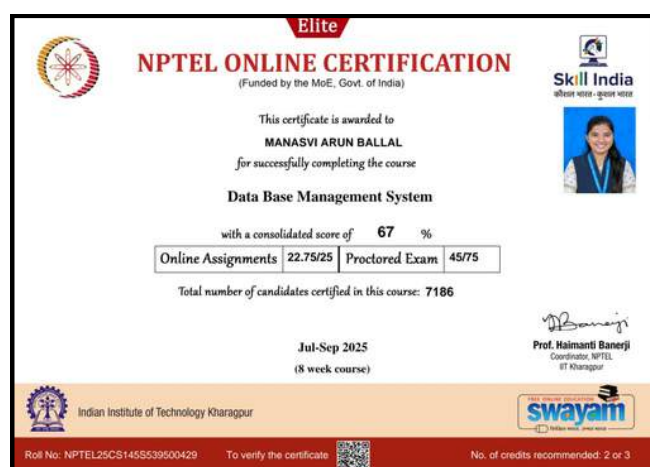 Elite
NPTEL ONLINE CERTIFICATION
(Funded by the MoE, Govt. of India)
Skill India
कौशल भारत - कुशल भारत
This certificate is awarded to
MANASVI ARUN BALLAL
for successfully completing the course
Data Base Management System
with a consolidated score of 67 %
Online Assignments 22.75/25 Proctored Exam 45/75
Total number of candidates certified in this course: 7186
Jul-Sep 2025
(8 week course)
Prof. Haimanti Banerji
Coordinator, NPTEL
IIT Kharagpur
Indian Institute of Technology Kharagpur
FREE ONLINE EDUCATION
swayam
Roll No: NPTEL25CS145S539500429 To verify the certificate No. of credits recommended: 2 or 3